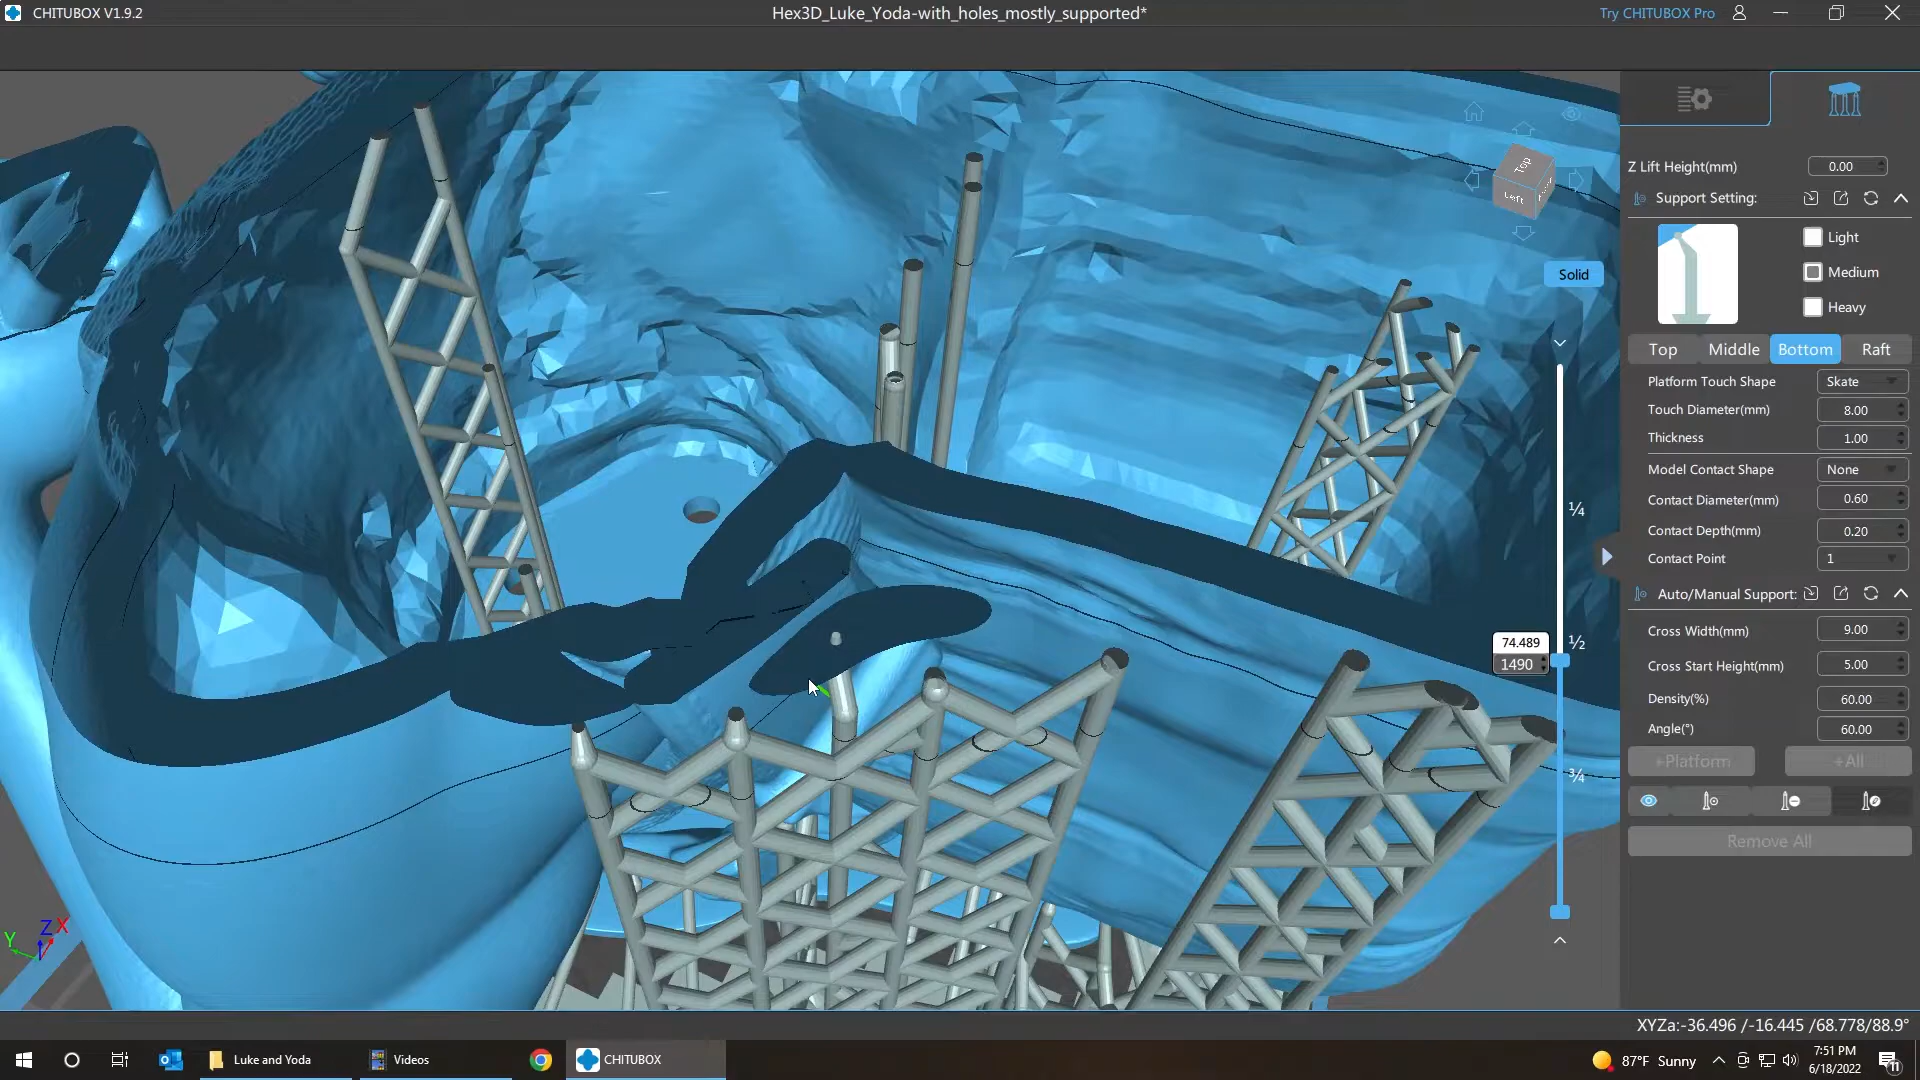 CHITUBOX V1.9.2
Hex3D_Luke_Yoda-with_holes_mostly_supported*
Try CHITUBOX Pro
Z Lift Height(mm) 0.00
Support Setting:
Top
Left
Light
Solid
Medium
Heavy
Top Middle Bottom Raft
Platform Touch Shape Skate
Touch Diameter(mm) 8.00
Thickness 1.00
Model Contact Shape None
Contact Diameter(mm) 0.60
¼
Contact Depth(mm) 0.20
Contact Point 1
Auto/Manual Support:
Cross Width(mm) 9.00
74.489
½
1490
Cross Start Height(mm) 5.00
Density(%) 60.00
Angle(°) 60.00
+Platform +All
¾
Remove All
Z X
Y
XYZa:-36.496 /-16.445 /68.778/88.9°
Luke and Yoda
Videos
CHITUBOX
87°F Sunny
7:51 PM
6/18/2022
11